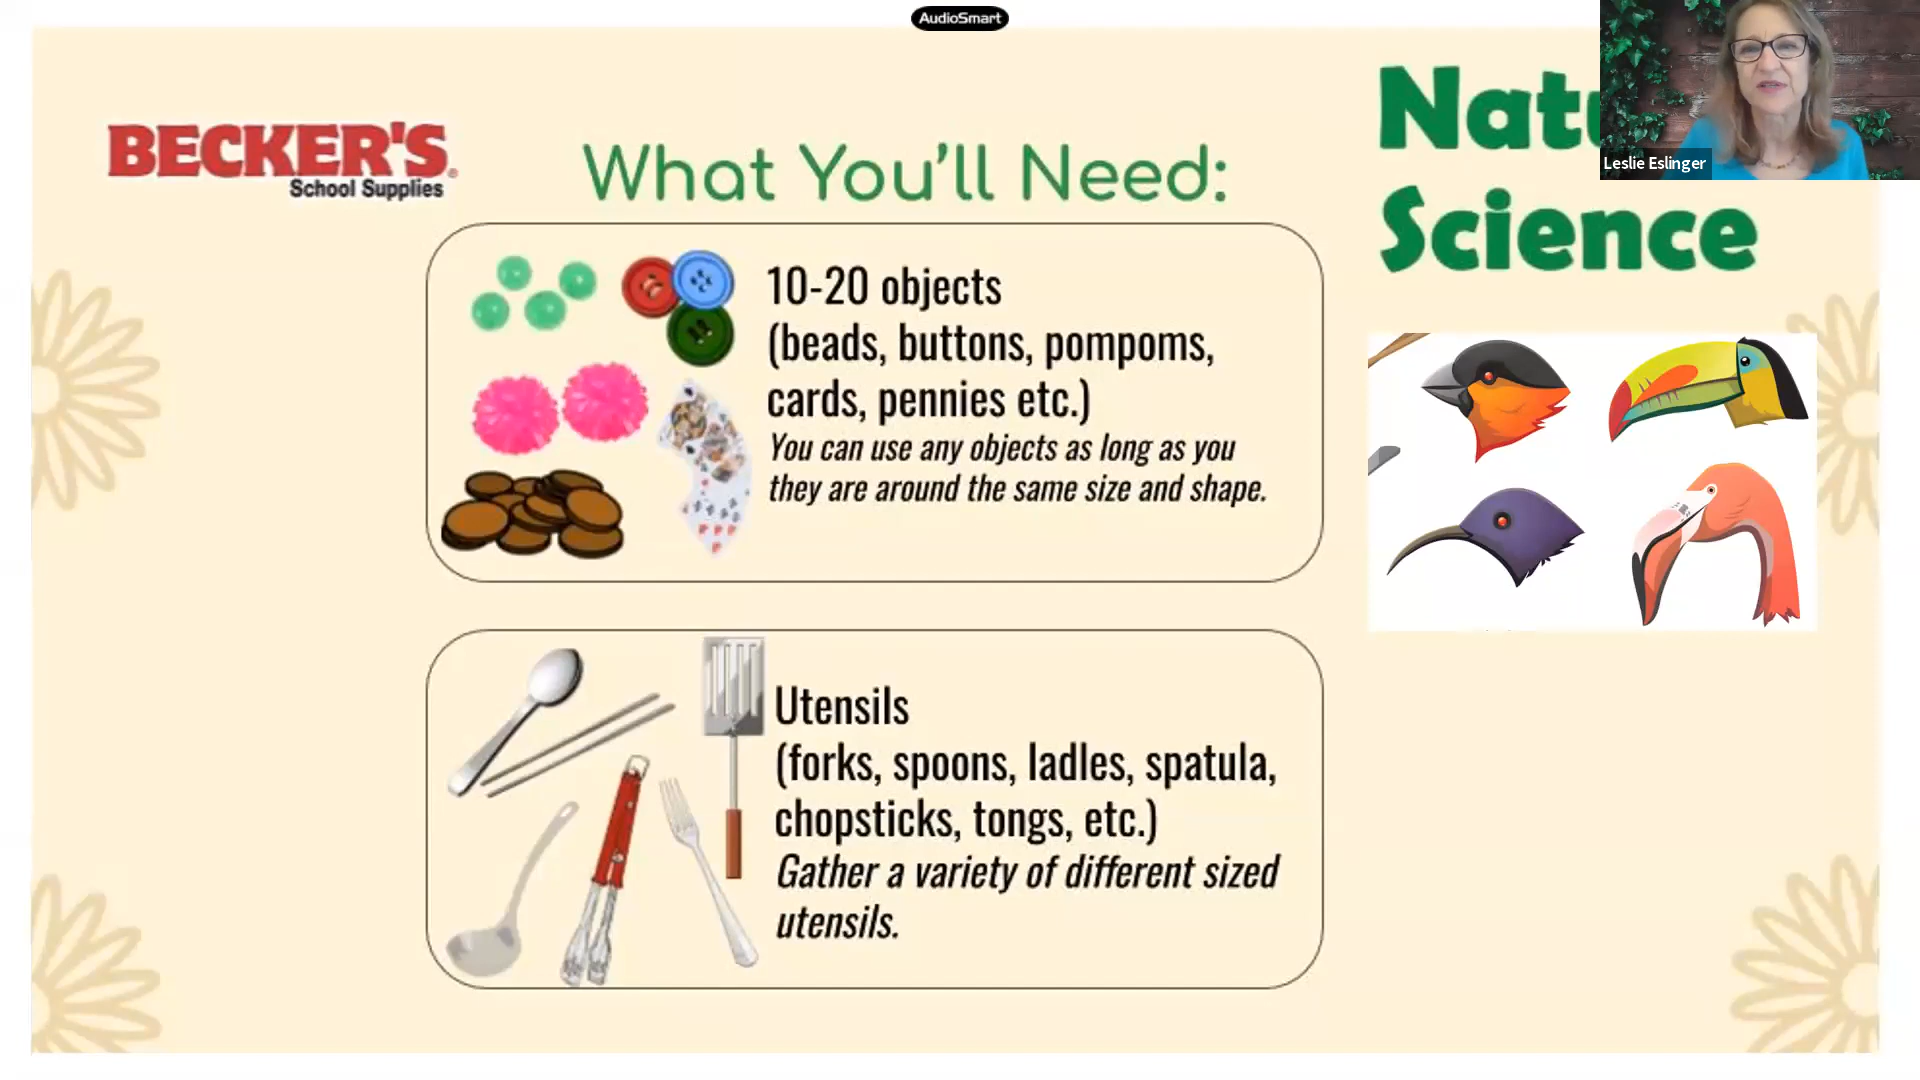 AudioSmart
BECKER'S
School Supplies
What You'll Need:
Science
Leslie Eslinger
10-20 objects
(beads, buttons, pompoms,
cards, pennies etc.)
You can use any objects as long as you
they are around the same size and shape.
Utensils
(forks, spoons, ladles, spatula,
chopsticks, tongs, etc.)
Gather a variety of different sized
utensils.